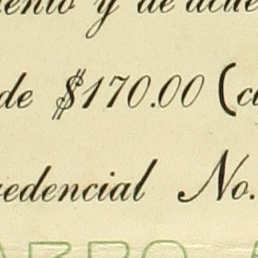 y de acue
de $170.00 (c
edencial No.